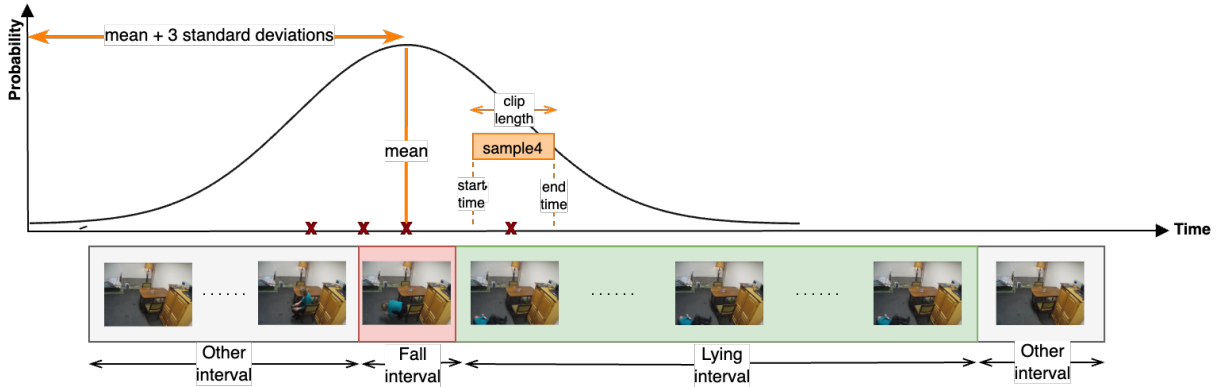 Probability
mean + 3 standard deviations
clip
length
sample4
mean
start
time
end
time
X X X X
Time
Other
interval
Fall
interval
Lying
interval
Other
interval